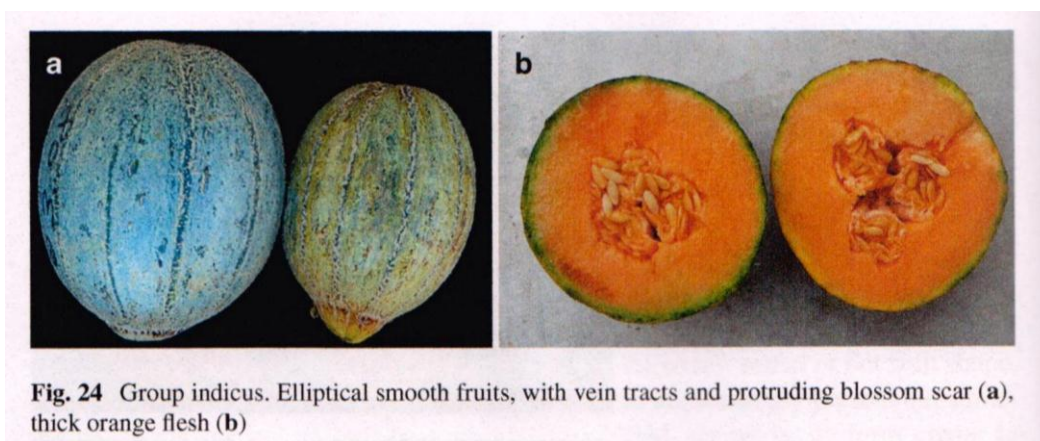 a
b
Fig. 24 Group indicus. Elliptical smooth fruits, with vein tracts and protruding blossom scar (a),
thick orange flesh (b)